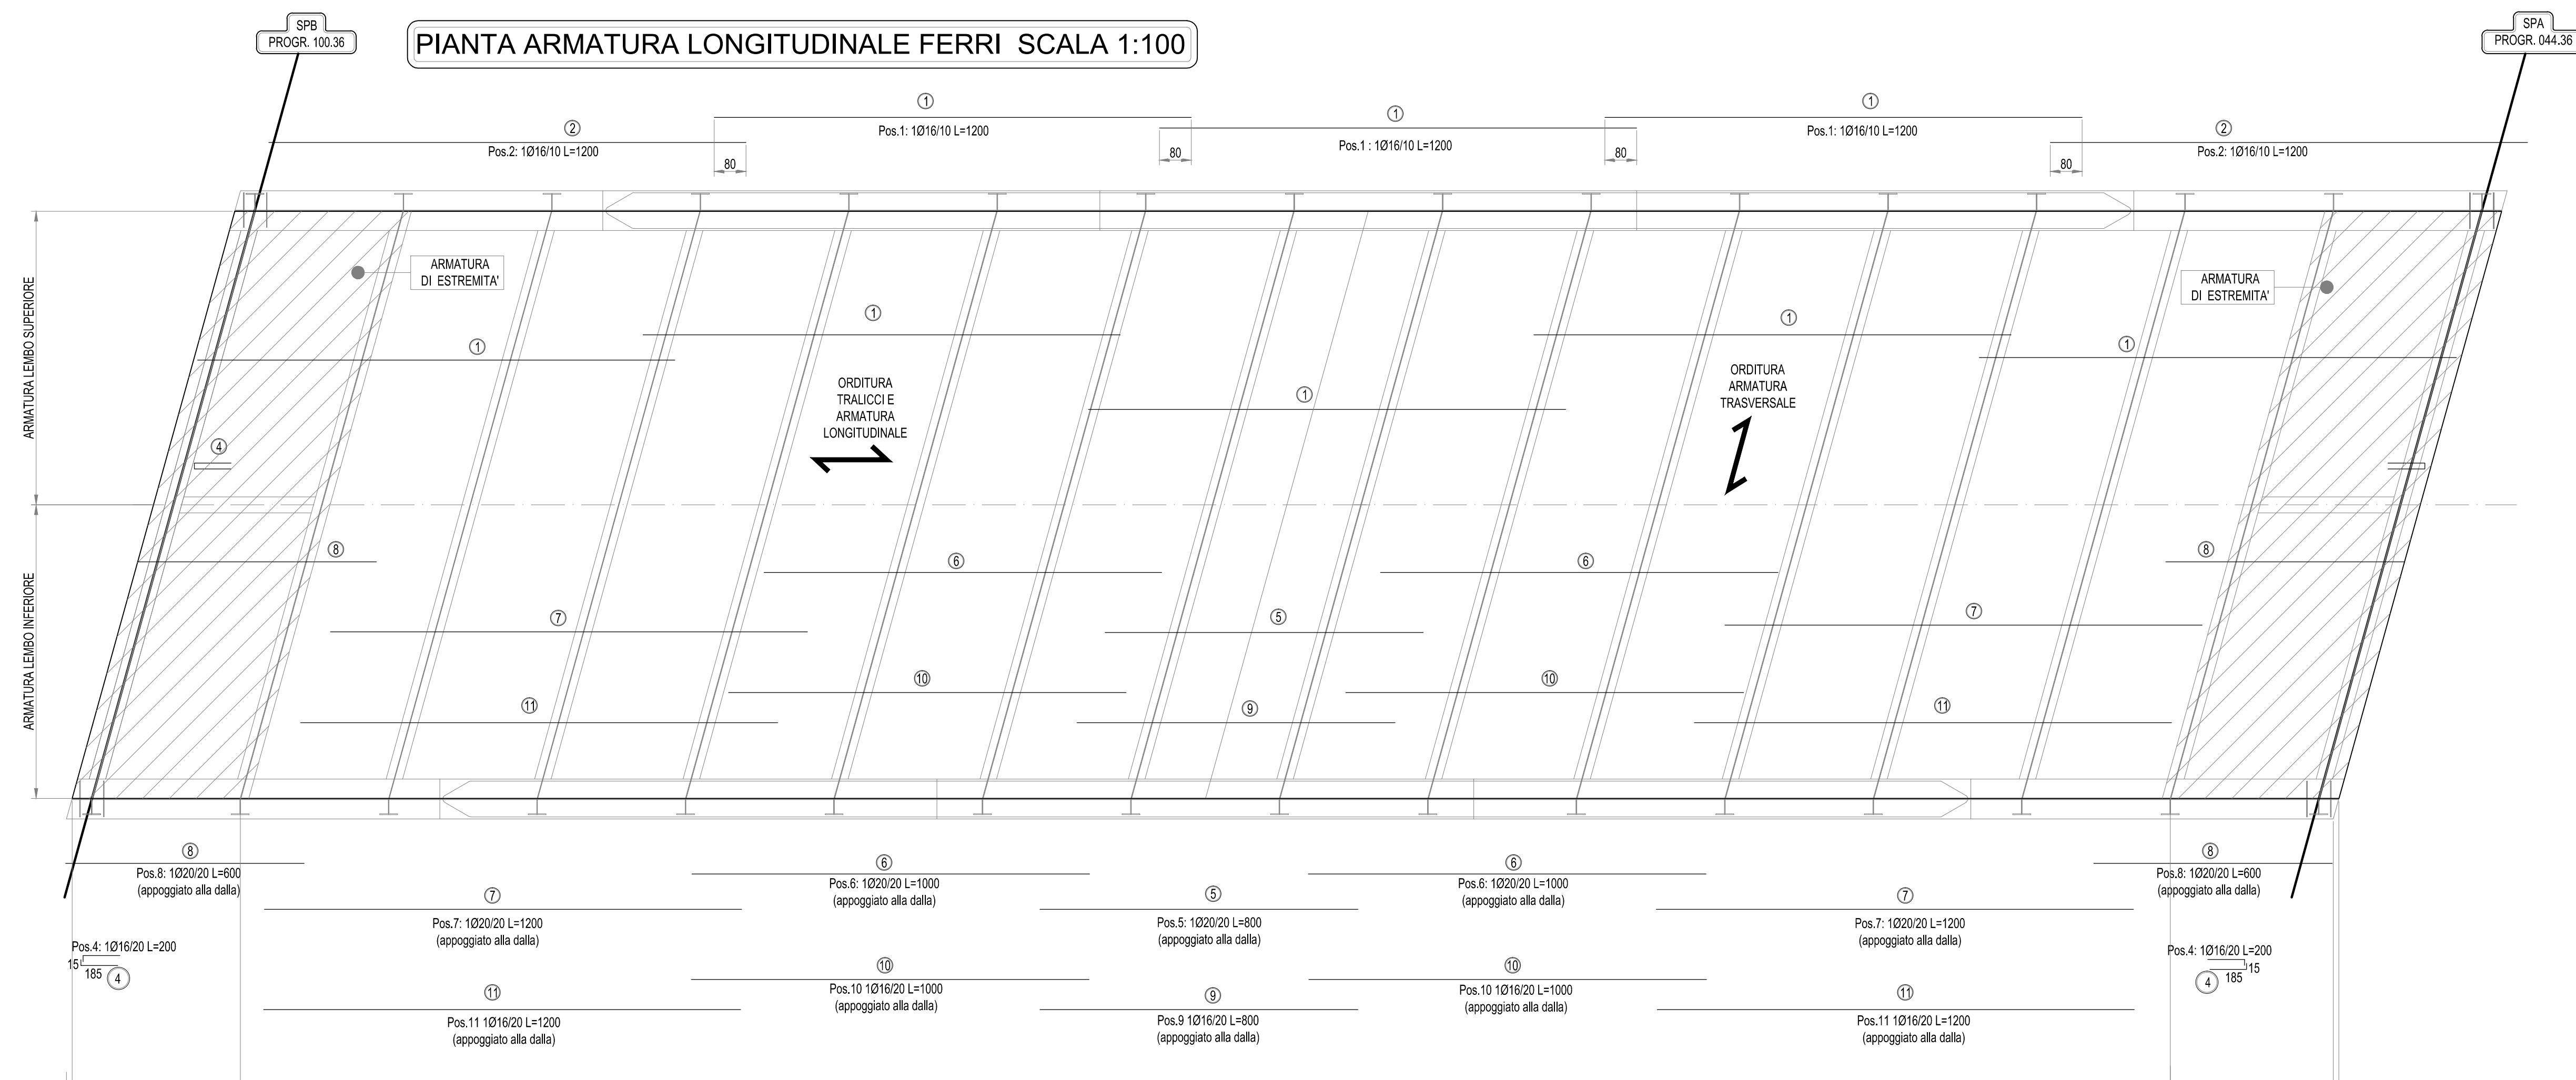 SPB
PROGR. 100.36
PIANTA ARMATURA LONGITUDINALE FERRI SCALA 1:100
SPA
PROGR. 044.36
1
1
1
2
2
Pos.2: 1Ø16/10 L=1200
Pos.1: 1Ø16/10 L=1200
Pos.1 : 1Ø16/10 L=1200
Pos.1: 1Ø16/10 L=1200
Pos.2: 1Ø16/10 L=1200
80
80
80
80
ARMATURA LEMBO SUPERIORE
ARMATURA
DI ESTREMITA'
ARMATURA
DI ESTREMITA'
1
1
1
1
1
ORDITURA
TRALICCI E
ARMATURA
LONGITUDINALE
ORDITURA
ARMATURA
TRASVERSALE
4
ARMATURA LEMBO INFERIORE
8
6
6
8
7
5
7
10
10
11
9
11
8
Pos.8: 1Ø20/20 L=600
(appoggiato alla dalla)
6
Pos.6: 1Ø20/20 L=1000
(appoggiato alla dalla)
6
Pos.6: 1Ø20/20 L=1000
(appoggiato alla dalla)
8
Pos.8: 1Ø20/20 L=600
(appoggiato alla dalla)
7
Pos.7: 1Ø20/20 L=1200
(appoggiato alla dalla)
5
Pos.5: 1Ø20/20 L=800
(appoggiato alla dalla)
7
Pos.7: 1Ø20/20 L=1200
(appoggiato alla dalla)
Pos.4: 1Ø16/20 L=200
15
185
4
Pos.4: 1Ø16/20 L=200
15
185
4
10
Pos.10 1Ø16/20 L=1000
(appoggiato alla dalla)
10
Pos.10 1Ø16/20 L=1000
(appoggiato alla dalla)
11
Pos.11 1Ø16/20 L=1200
(appoggiato alla dalla)
9
Pos.9 1Ø16/20 L=800
(appoggiato alla dalla)
11
Pos.11 1Ø16/20 L=1200
(appoggiato alla dalla)